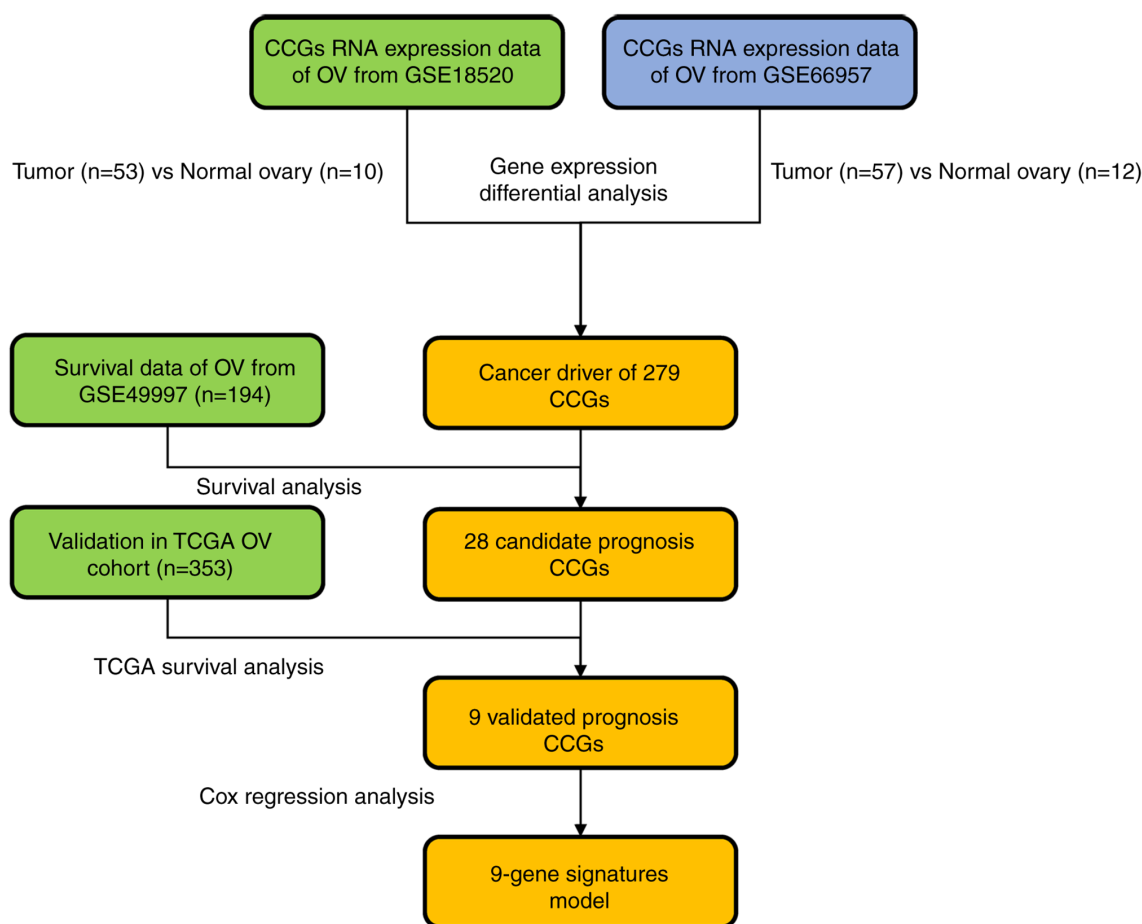 CCGs RNA expression data
of OV from GSE18520
CCGs RNA expression data
of OV from GSE66957
Tumor (n=53) vs Normal ovary (n=10)
Gene expression
differential analysis
Tumor (n=57) vs Normal ovary (n=12)
Survival data of OV from
GSE49997 (n=194)
Cancer driver of 279
CCGs
Survival analysis
Validation in TCGA OV
cohort (n=353)
28 candidate prognosis
CCGs
TCGA survival analysis
9 validated prognosis
CCGs
Cox regression analysis
9-gene signatures
model